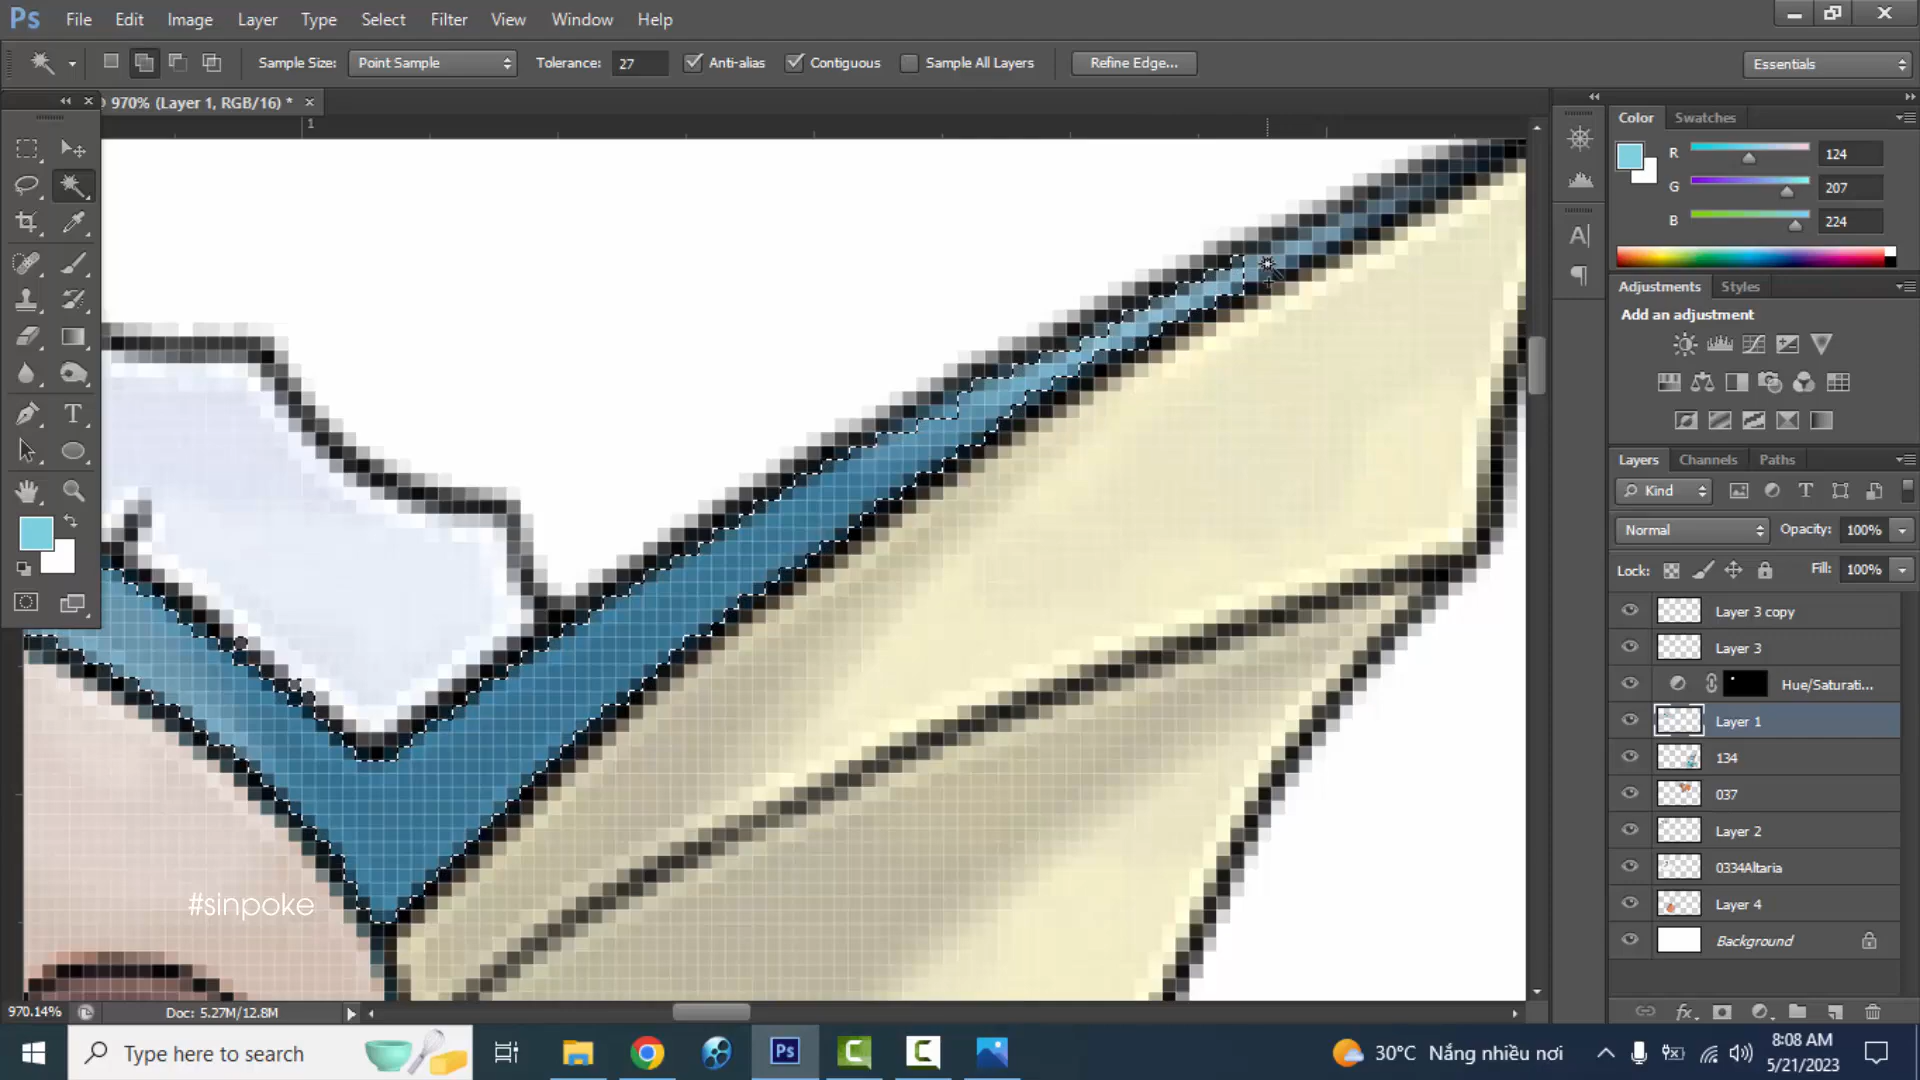 Ps File Edit Image Layer Type Select Filter View Window Help
Sample Size: Point Sample Tolerance: 27 Anti-alias Contiguous Sample All Layers Refine Edge... Essentials
970% (Layer 1, RGB/16) * ×
1
Color Swatches
R 124
G 207
B 224
Adjustments Styles
Add an adjustment
Layers Channels Paths
Kind
Normal Opacity: 100%
Lock: Fill: 100%
Layer 3 copy
Layer 3
Hue/Saturati...
Layer 1
134
037
Layer 2
0334Altaria
Layer 4
Background
#sinpoke
970.14% Doc: 5.27M/12.8M
Type here to search
Ps
30°C Nắng nhiều nơi
8:08 AM
5/21/2023